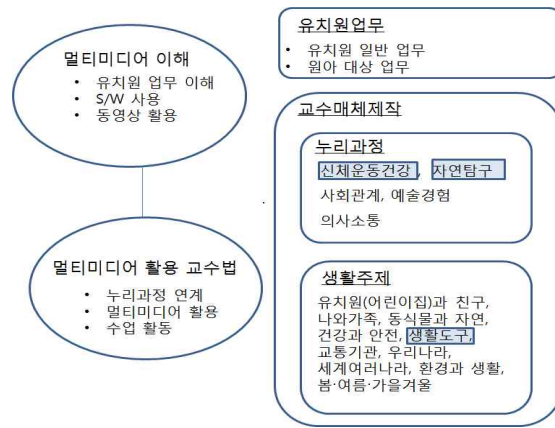 멀티미디어 이해
• 유치원 업무 이해
• S/W 사용
• 동영상 활용
멀티미디어 활용 교수법
• 누리과정 연계
• 멀티미디어 활용
• 수업 활동
유치원업무
• 유치원 일반 업무
• 원아 대상 업무
교수매체제작
누리과정
신체운동건강, 자연탐구
사회관계, 예술경험
의사소통
생활주제
유치원(어린이집)과 친구,
나와가족, 동식물과 자연,
건강과 안전, 생활도구,
교통기관, 우리나라,
세계여러나라, 환경과 생활,
봄·여름·가을겨울